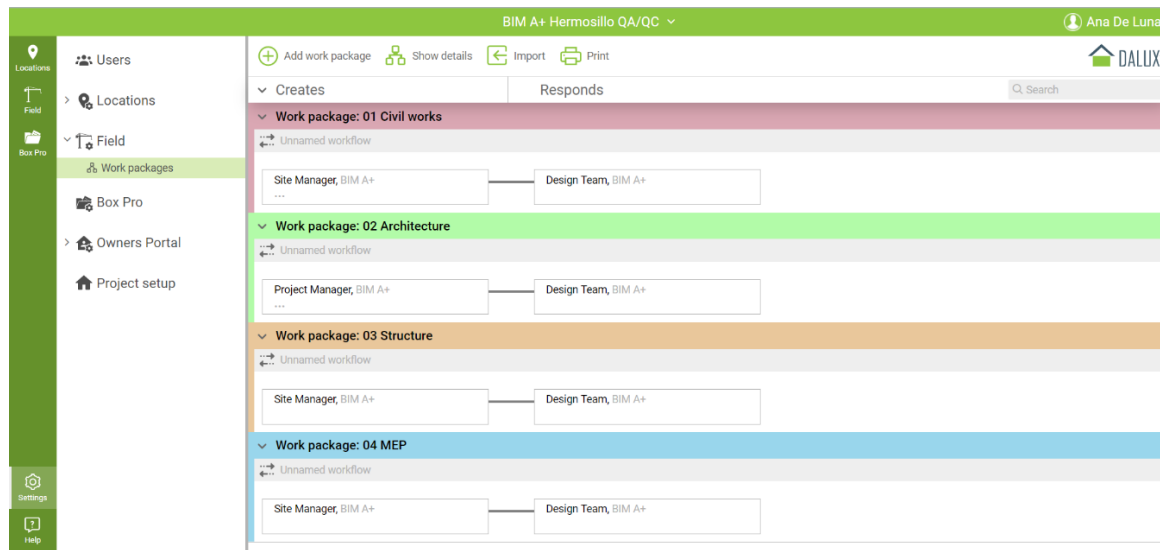 BIM A+ Hermosillo QA/QC
Ana De Luna
Locations
Field
Box Pro
Settings
Help
Users
Locations
Field
Work packages
Box Pro
Owners Portal
Project setup
Add work package Show details Import Print
DALUX
Creates Responds Search
Work package: 01 Civil works
Unnamed workflow
Site Manager, BIM A+ Design Team, BIM A+
...
Work package: 02 Architecture
Unnamed workflow
Project Manager, BIM A+ Design Team, BIM A+
...
Work package: 03 Structure
Unnamed workflow
Site Manager, BIM A+ Design Team, BIM A+
Work package: 04 MEP
Unnamed workflow
Site Manager, BIM A+ Design Team, BIM A+